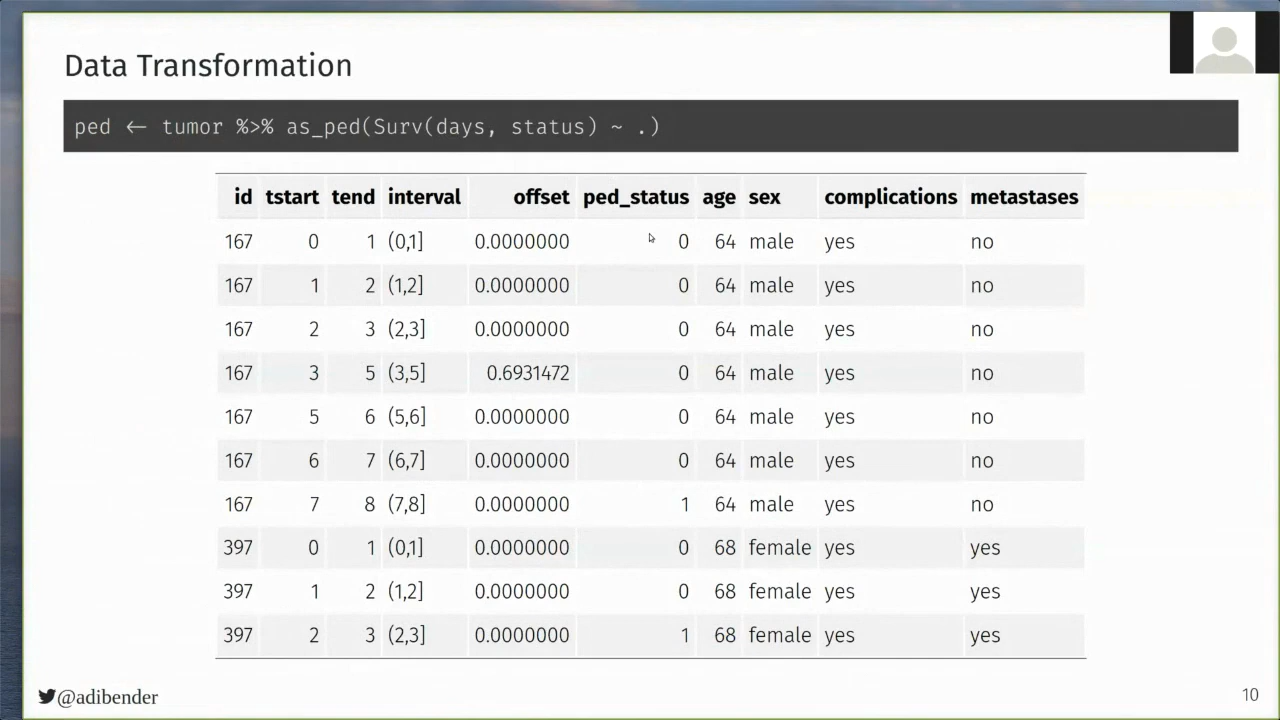 Data Transformation
ped ← tumor %>% as_ped(Surv(days, status) ~ .)
id tstart tend interval offset ped_status age sex complications metastases
167 0 1 (0,1] 0.0000000 0 64 male yes no
167 1 2 (1,2] 0.0000000 0 64 male yes no
167 2 3 (2,3] 0.0000000 0 64 male yes no
167 3 5 (3,5] 0.6931472 0 64 male yes no
167 5 6 (5,6] 0.0000000 0 64 male yes no
167 6 7 (6,7] 0.0000000 0 64 male yes no
167 7 8 (7,8] 0.0000000 1 64 male yes no
397 0 1 (0,1] 0.0000000 0 68 female yes yes
397 1 2 (1,2] 0.0000000 0 68 female yes yes
397 2 3 (2,3] 0.0000000 1 68 female yes yes
@adibender
10